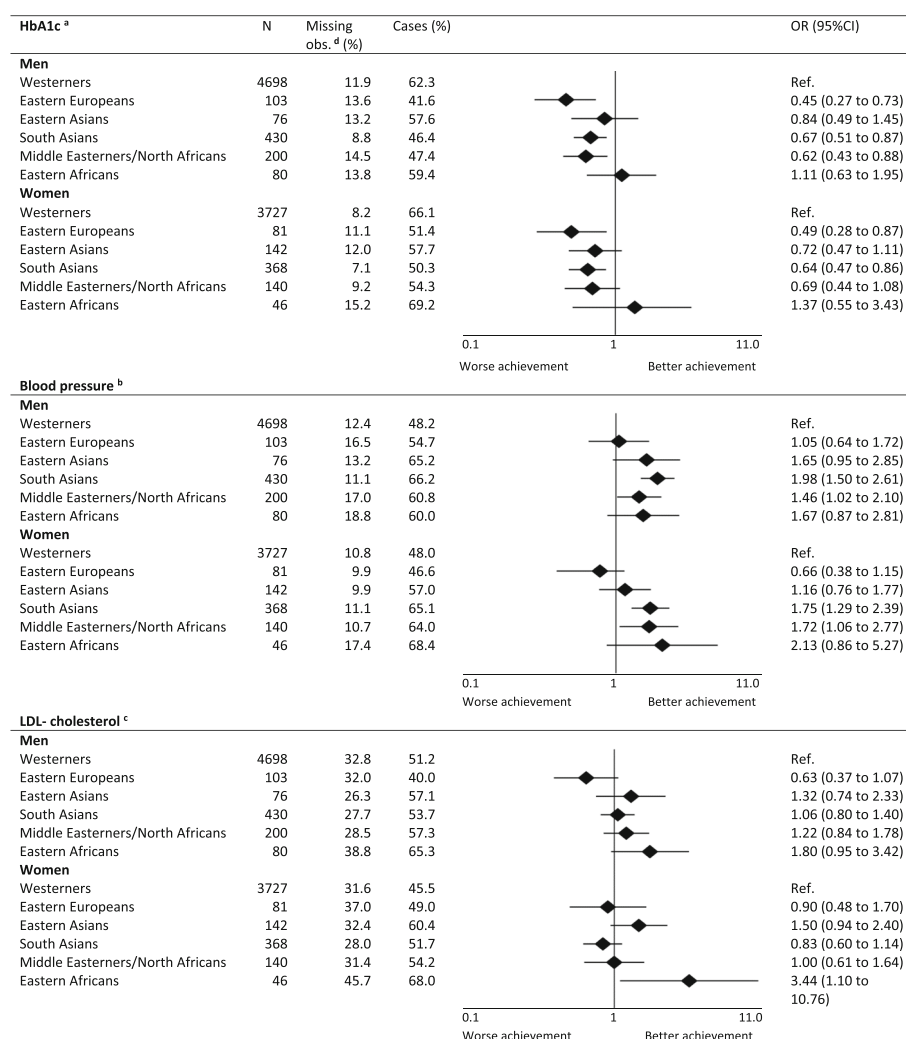 HbA1c a N Missing Cases (%) OR (95%CI)
obs. d (%)
Men
Westerners 4698 11.9 62.3 Ref.
Eastern Europeans 103 13.6 41.6 0.45 (0.27 to 0.73)
Eastern Asians 76 13.2 57.6 0.84 (0.49 to 1.45)
South Asians 430 8.8 46.4 0.67 (0.51 to 0.87)
Middle Easterners/North Africans 200 14.5 47.4 0.62 (0.43 to 0.88)
Eastern Africans 80 13.8 59.4 1.11 (0.63 to 1.95)
Women
Westerners 3727 8.2 66.1 Ref.
Eastern Europeans 81 11.1 51.4 0.49 (0.28 to 0.87)
Eastern Asians 142 12.0 57.7 0.72 (0.47 to 1.11)
South Asians 368 7.1 50.3 0.64 (0.47 to 0.86)
Middle Easterners/North Africans 140 9.2 54.3 0.69 (0.44 to 1.08)
Eastern Africans 46 15.2 69.2 1.37 (0.55 to 3.43)
0.1 1 11.0
Worse achievement Better achievement
Blood pressure b
Men
Westerners 4698 12.4 48.2 Ref.
Eastern Europeans 103 16.5 54.7 1.05 (0.64 to 1.72)
Eastern Asians 76 13.2 65.2 1.65 (0.95 to 2.85)
South Asians 430 11.1 66.2 1.98 (1.50 to 2.61)
Middle Easterners/North Africans 200 17.0 60.8 1.46 (1.02 to 2.10)
Eastern Africans 80 18.8 60.0 1.67 (0.87 to 2.81)
Women
Westerners 3727 10.8 48.0 Ref.
Eastern Europeans 81 9.9 46.6 0.66 (0.38 to 1.15)
Eastern Asians 142 9.9 57.0 1.16 (0.76 to 1.77)
South Asians 368 11.1 65.1 1.75 (1.29 to 2.39)
Middle Easterners/North Africans 140 10.7 64.0 1.72 (1.06 to 2.77)
Eastern Africans 46 17.4 68.4 2.13 (0.86 to 5.27)
0.1 1 11.0
Worse achievement Better achievement
LDL- cholesterol c
Men
Westerners 4698 32.8 51.2 Ref.
Eastern Europeans 103 32.0 40.0 0.63 (0.37 to 1.07)
Eastern Asians 76 26.3 57.1 1.32 (0.74 to 2.33)
South Asians 430 27.7 53.7 1.06 (0.80 to 1.40)
Middle Easterners/North Africans 200 28.5 57.3 1.22 (0.84 to 1.78)
Eastern Africans 80 38.8 65.3 1.80 (0.95 to 3.42)
Women
Westerners 3727 31.6 45.5 Ref.
Eastern Europeans 81 37.0 49.0 0.90 (0.48 to 1.70)
Eastern Asians 142 32.4 60.4 1.50 (0.94 to 2.40)
South Asians 368 28.0 51.7 0.83 (0.60 to 1.14)
Middle Easterners/North Africans 140 31.4 54.2 1.00 (0.61 to 1.64)
Eastern Africans 46 45.7 68.0 3.44 (1.10 to
10.76)
0.1 1 11.0
Worse achievement Better achievement